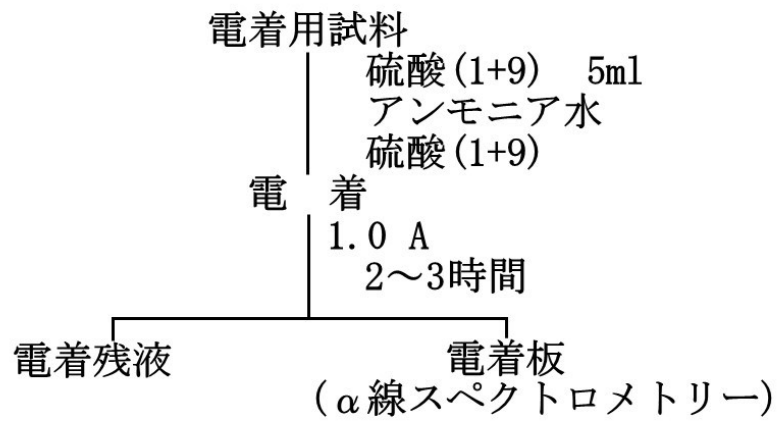 電着用試料
硫酸(1+9)　5ml
アンモニア水
硫酸(1+9)
電　着
1.0 A
2〜3時間
電着残液
電着板
(α線スペクトロメトリー)